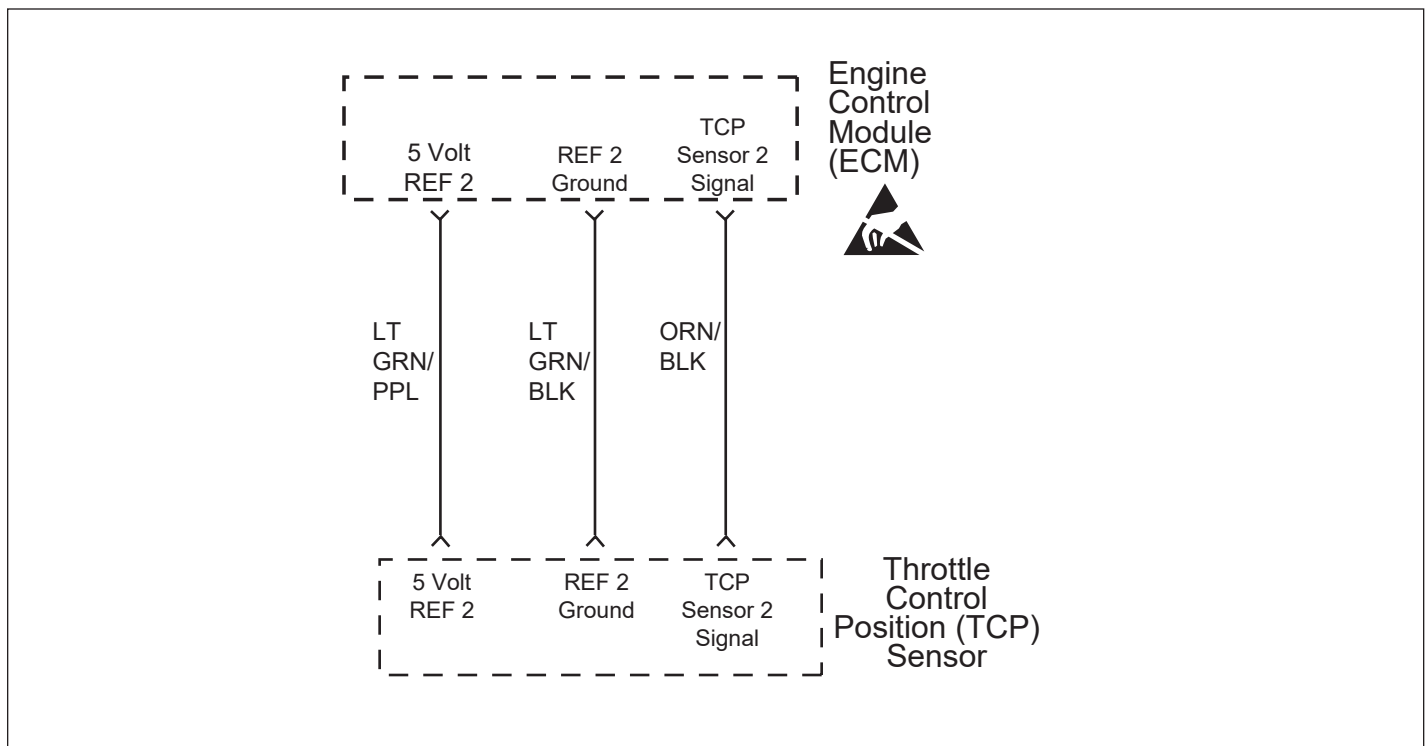 Engine
Control
Module
(ECM)
5 Volt
REF 2
REF 2
Ground
TCP
Sensor 2
Signal
LT
GRN/
PPL
LT
GRN/
BLK
ORN/
BLK
5 Volt
REF 2
REF 2
Ground
TCP
Sensor 2
Signal
Throttle
Control
Position (TCP)
Sensor